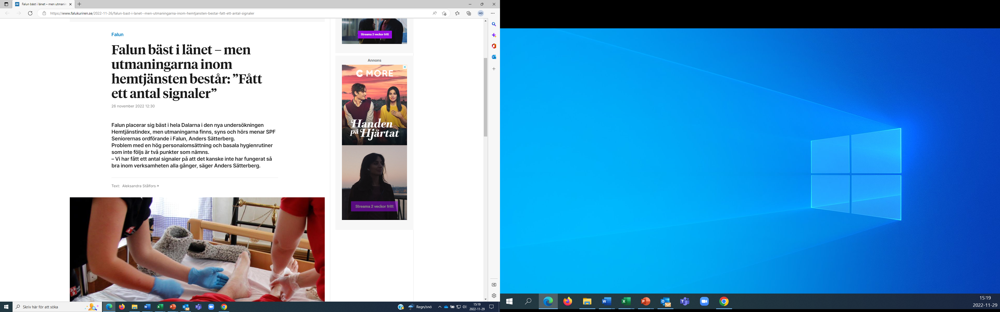 Falun bäst i länet – men utmanin
https://www.falukuriren.se/2022-11-26/falun-bast-i-lanet--men-utmaningarna-inom-hemtjansten-bestar-fatt-ett-antal-signaler
HO
Falun
Falun bäst i länet – men
utmaningarna inom
hemtjänsten består: ”Fått
ett antal signaler”
26 november 2022 12:30
Falun placerar sig bäst i hela Dalarna i den nya undersökningen
Hemtjänstindex, men utmaningarna finns, syns och hörs menar SPF
Seniorernas ordförande i Falun, Anders Sätterberg.
Problem med en hög personalomsättning och basala hygienrutiner
som inte följs är två punkter som nämns.
– Vi har fått ett antal signaler på att det kanske inte har fungerat så
bra inom verksamheten alla gånger, säger Anders Sätterberg.
Text: Aleksandra Stålfors
Streama 2 veckor fritt
Annons
C MORE
Handen
på Hjärtat
Streama 2 veckor fritt
Skriv här för att söka
Regn/snö
15:19
2022-11-29
15:19
2022-11-29